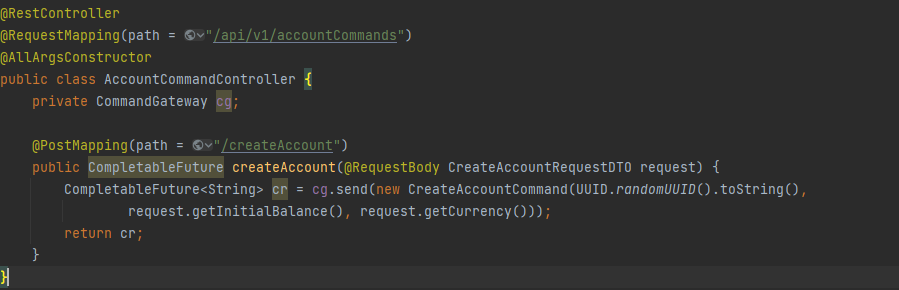 @RestController
@RequestMapping(path = "/api/v1/accountCommands")
@AllArgsConstructor
public class AccountCommandController {
    private CommandGateway cg;

    @PostMapping(path = "/createAccount")
    public CompletableFuture createAccount(@RequestBody CreateAccountRequestDTO request) {
        CompletableFuture<String> cr = cg.send(new CreateAccountCommand(UUID.randomUUID().toString(),
                request.getInitialBalance(), request.getCurrency()));
        return cr;
    }
}